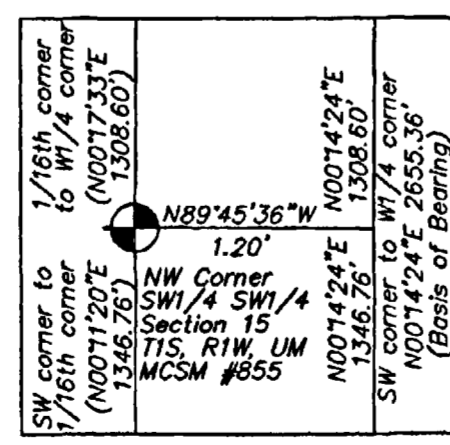 1/16th corner
to W1/4 corner
(N00°17'33"E
1308.60')
N00°14'24"E
1308.60'
SW corner to W1/4 corner
N00°14'24"E 2655.36'
(Basis of Bearing)
N89°45'36"W
1.20'
SW corner to
1/16th corner
(N00°11'20"E
1346.76')
NW Corner
SW1/4 SW1/4
Section 15
T1S, R1W, UM
MCSM #855
N00°14'24"E
1346.76'